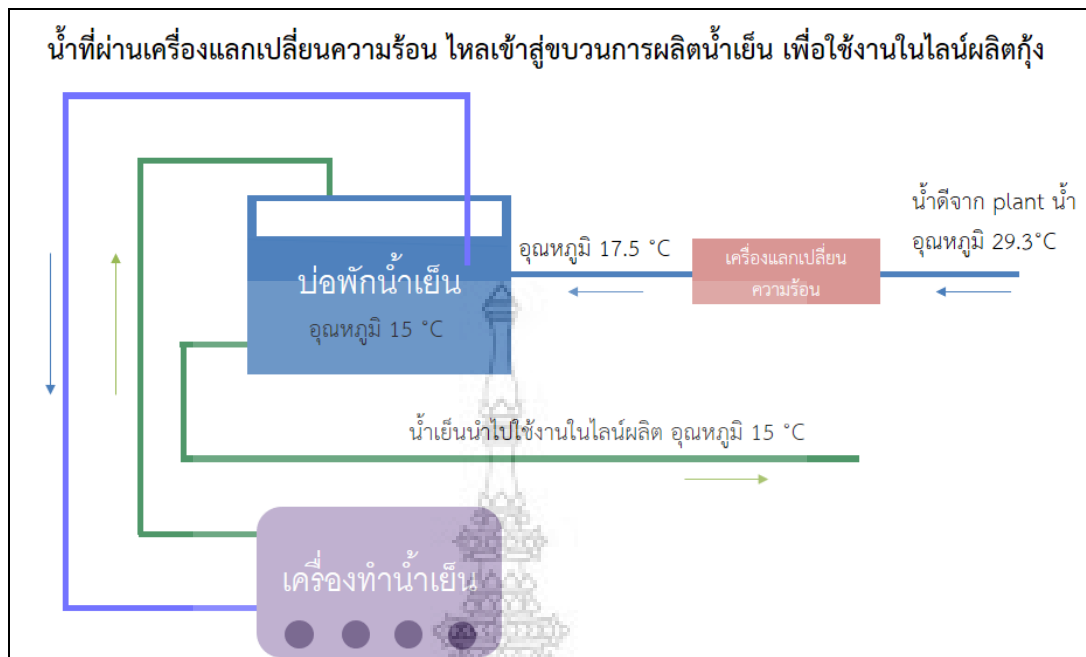 น้ำที่ผ่านเครื่องแลกเปลี่ยนความร้อน ไหลเข้าสู่ขบวนการผลิตน้ำเย็น เพื่อใช้งานในไลน์ผลิตกุ้ง
น้ำดีจาก plant น้ำ
อุณหภูมิ 29.3°C
เครื่องแลกเปลี่ยน
ความร้อน
อุณหภูมิ 17.5 °C
บ่อพักน้ำเย็น
อุณหภูมิ 15 °C
น้ำเย็นนำไปใช้งานในไลน์ผลิต อุณหภูมิ 15 °C
เครื่องทำน้ำเย็น